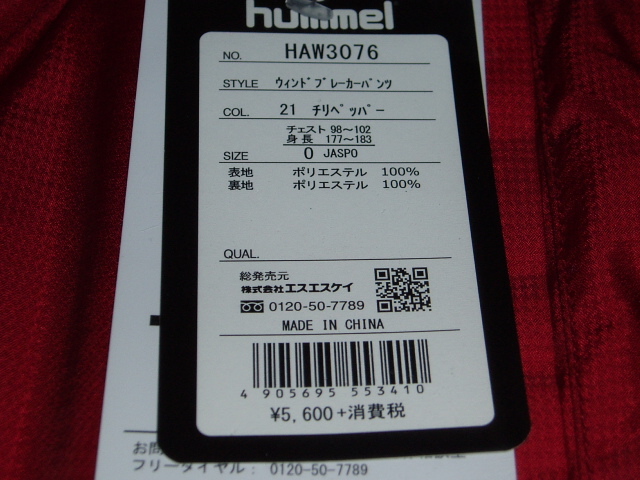 hummel
NO. HAW3076
STYLE ウィンドブレーカーパンツ
COL. 21 チリペッパー
チェスト 98～102
身長 177～183
SIZE O JASPO
表地 ポリエステル 100%
裏地 ポリエステル 100%
QUAL.
総発売元
株式会社エスエスケイ
0120-50-7789
MADE IN CHINA
4 905695 553410
¥5,600+消費税
お問
フリーダイヤル： 0120-50-7789